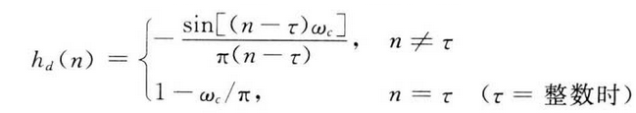 h_d(n) = { -sin[(n-τ)ω_c] / π(n-τ), n ≠ τ
1-ω_c/π, n = τ (τ = 整数时)